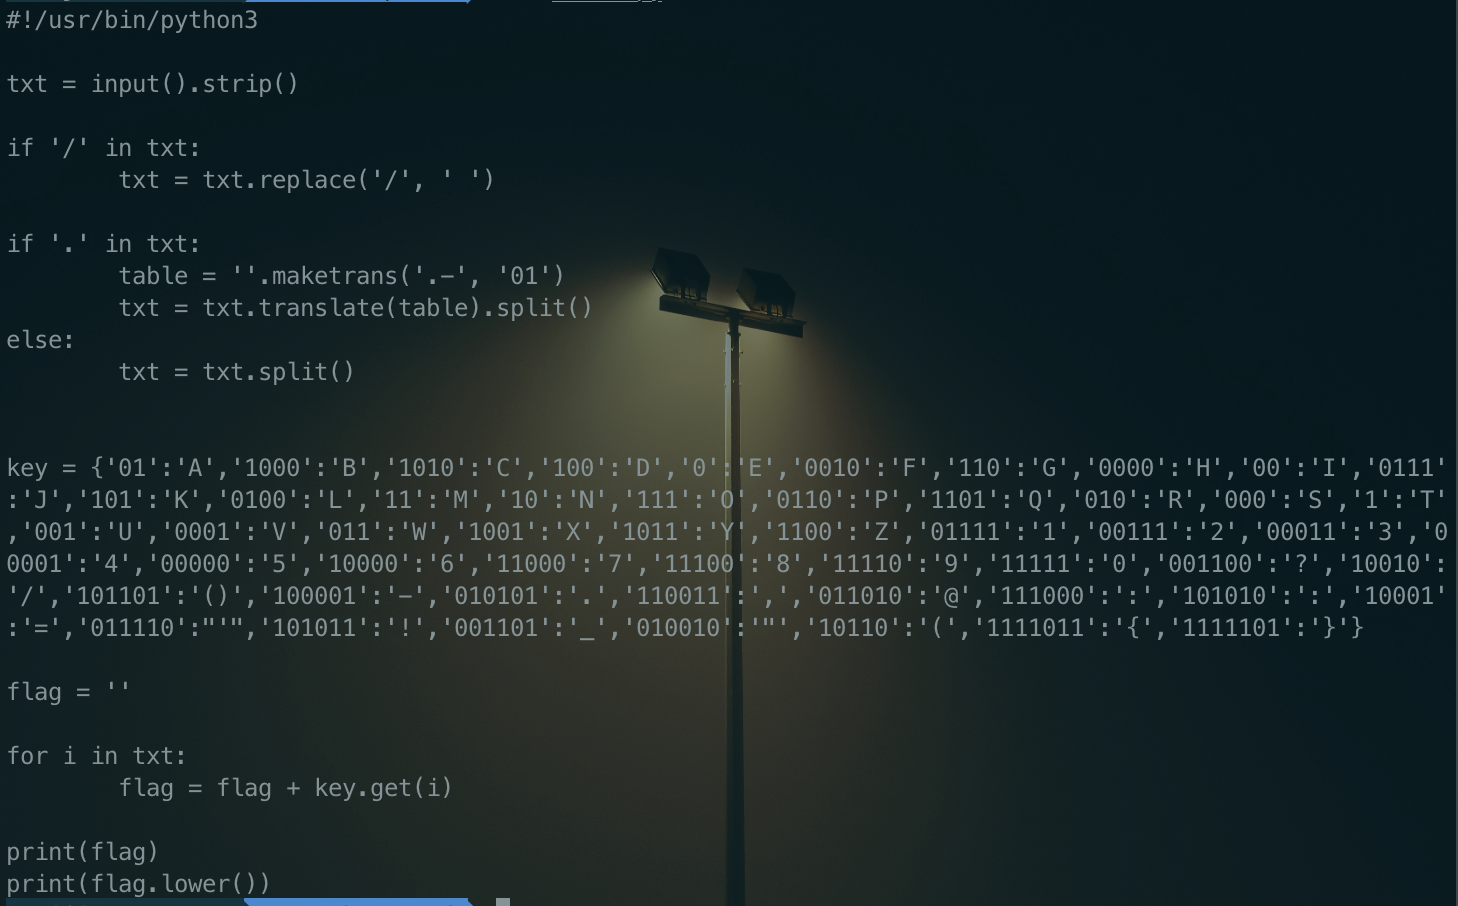 #!/usr/bin/python3
txt = input().strip()
if '/' in txt:
txt = txt.replace('/', ' ')
if '.' in txt:
table = ''.maketrans('.-', '01')
txt = txt.translate(table).split()
else:
txt = txt.split()
key = {'01':'A','1000':'B','1010':'C','100':'D','0':'E','0010':'F','110':'G','0000':'H','00':'I','0111'
:'J','101':'K','0100':'L','11':'M','10':'N','111':'O','0110':'P','1101':'Q','010':'R','000':'S','1':'T'
,'001':'U','0001':'V','011':'W','1001':'X','1011':'Y','1100':'Z','01111':'1','00111':'2','00011':'3','0
0001':'4','00000':'5','10000':'6','11000':'7','11100':'8','11110':'9','11111':'0','001100':'?','10010':
'/','101101':'()','100001':'-','010101':'.','110011':',','011010':'@','111000':':','101010':':','10001'
:'=','011110':"'",'101011':'!','001101':'_','010010':'"','10110':'(','1111011':'{','1111101':'}'}
flag = ''
for i in txt:
flag = flag + key.get(i)
print(flag)
print(flag.lower())